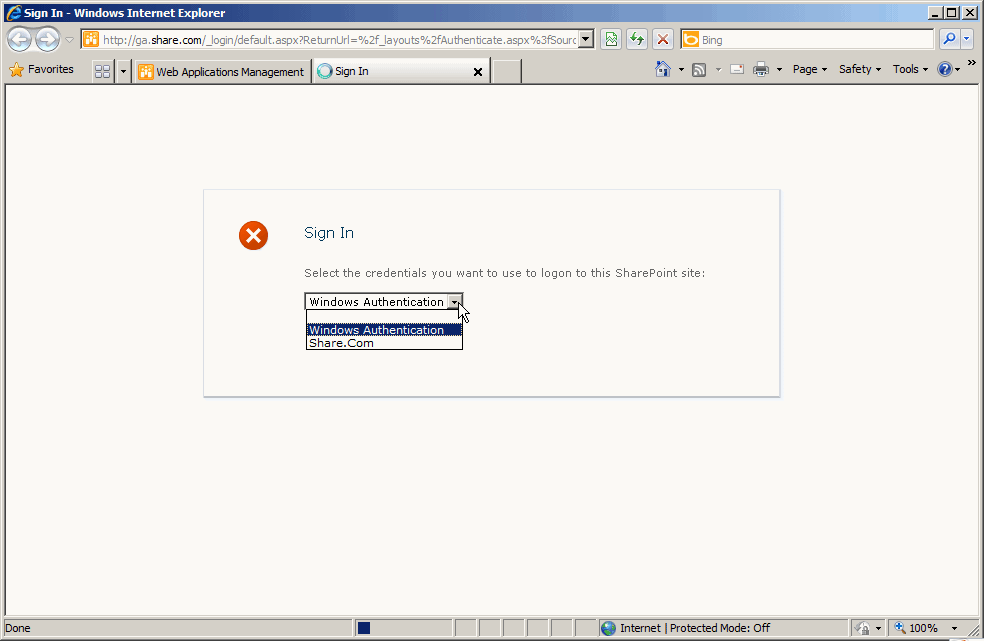 Sign In - Windows Internet Explorer
http://ga.share.com/_login/default.aspx?ReturnUrl=%2f_layouts%2fAuthenticate.aspx%3fSourc
Bing
Favorites
Web Applications Management
Sign In
Page
Safety
Tools
Sign In
Select the credentials you want to use to logon to this SharePoint site:
Windows Authentication
Windows Authentication
Share.Com
Done
Internet | Protected Mode: Off
100%